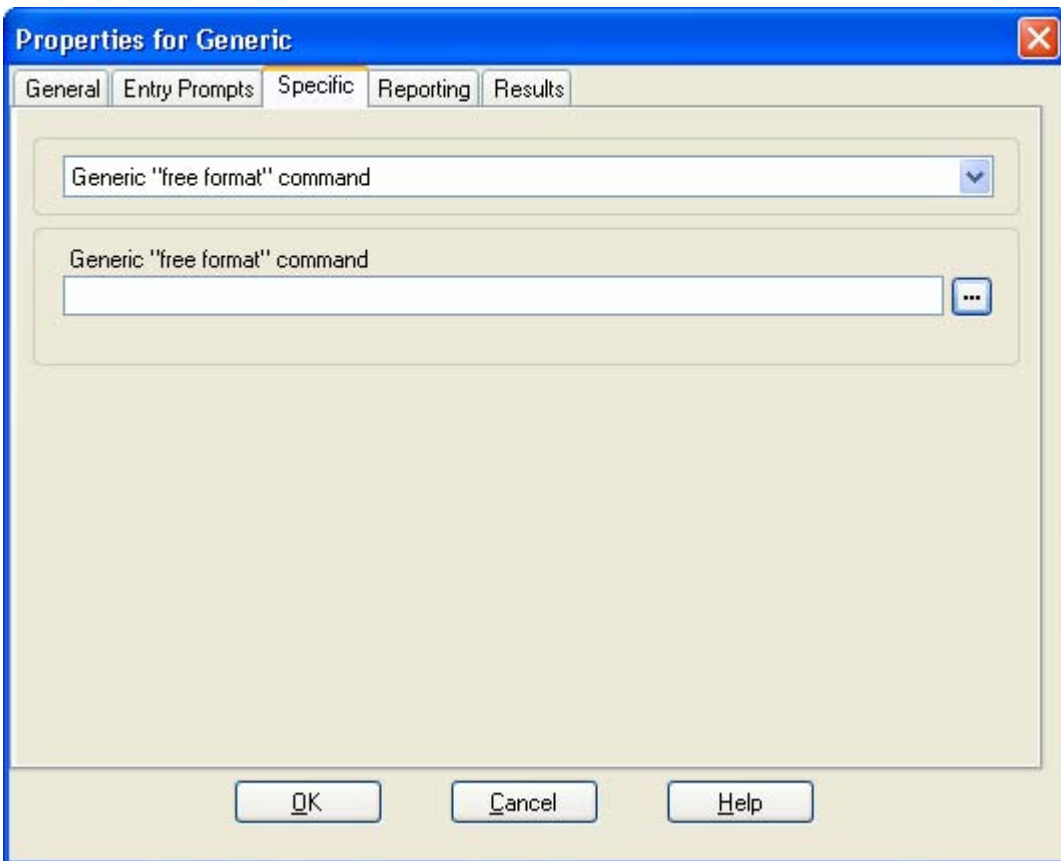 Properties for Generic
General Entry Prompts Specific Reporting Results
Generic "free format" command
Generic "free format" command
...
OK Cancel Help